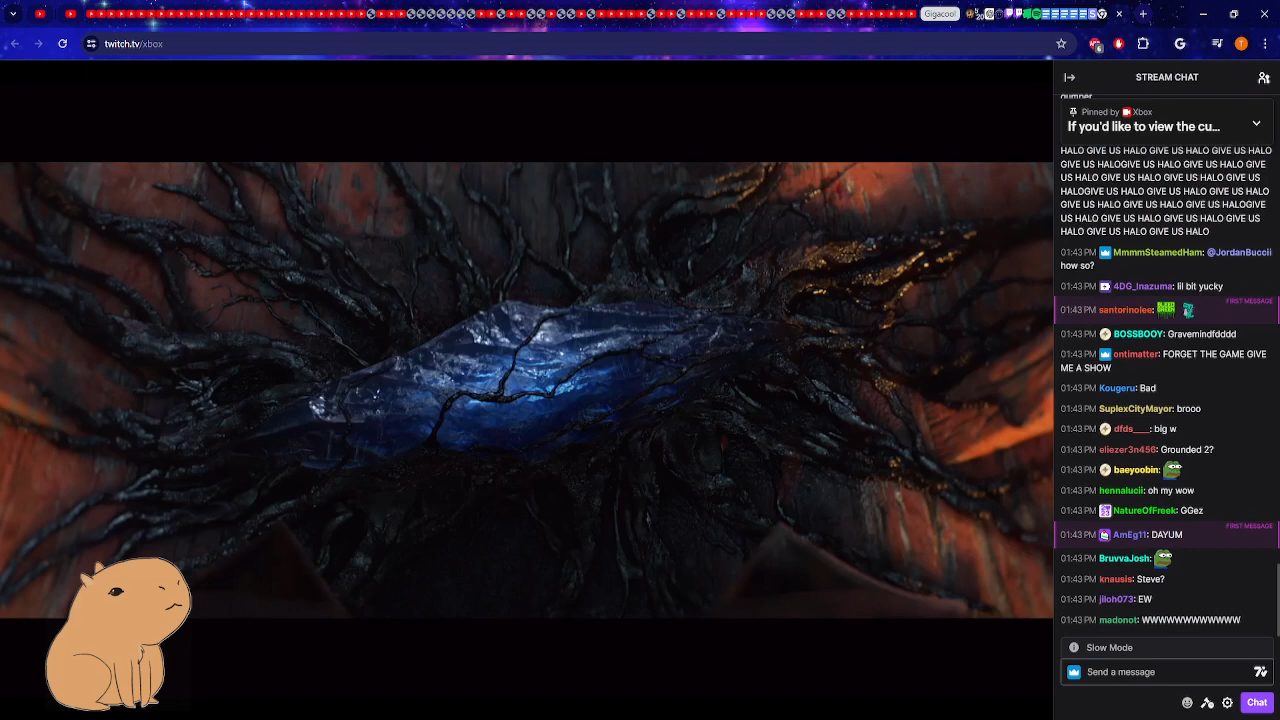 Gigacool
twitch.tv/xbox
STREAM CHAT
Pinned by Xbox
If you'd like to view the cu...
HALO GIVE US HALO GIVE US HALO GIVE US HALO
GIVE US HALOGIVE US HALO GIVE US HALO GIVE
US HALO GIVE US HALO GIVE US HALO GIVE US
HALOGIVE US HALO GIVE US HALO GIVE US HALO
GIVE US HALO GIVE US HALO GIVE US HALOGIVE
US HALO GIVE US HALO GIVE US HALO GIVE US
HALO GIVE US HALO GIVE US HALO
01:43 PM MmmmSteamedHam: @JordanBuccii
how so?
01:43 PM 4DG_Inazuma: lil bit yucky
FIRST MESSAGE
01:43 PM santorinolee:
01:43 PM BOSSBOOY: Gravemindfdddd
01:43 PM ontimatter: FORGET THE GAME GIVE
ME A SHOW
01:43 PM Kougeru: Bad
01:43 PM SuplexCityMayor: brooo
01:43 PM dfds____: big w
01:43 PM eliezer3n456: Grounded 2?
01:43 PM baeyoobin:
01:43 PM hennalucii: oh my wow
01:43 PM NatureOfFreek: GGez
FIRST MESSAGE
01:43 PM AmEg11: DAYUM
01:43 PM BruvvaJosh:
01:43 PM knausis: Steve?
01:43 PM jiloh073: EW
01:43 PM madonot: WWWWWWWWWWWW
Slow Mode
Send a message
Chat